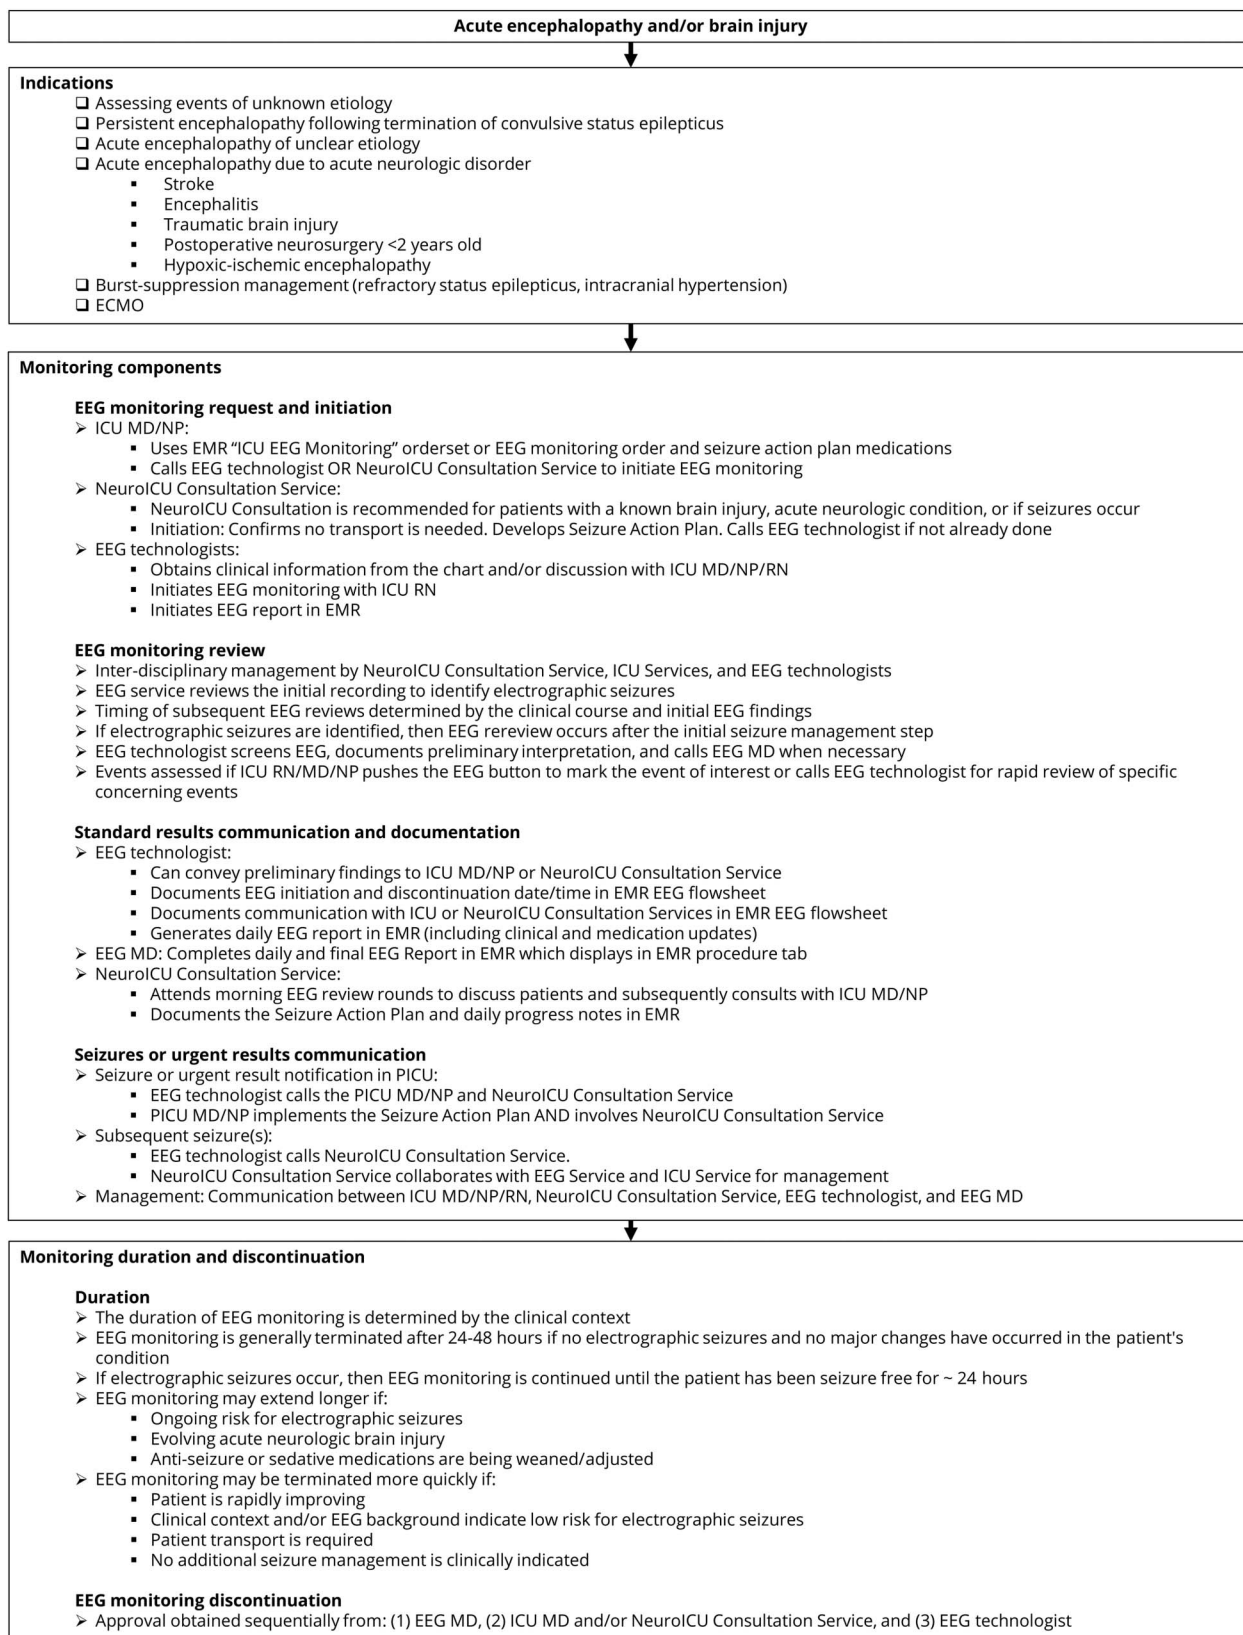 Acute encephalopathy and/or brain injury
Indications
❑ Assessing events of unknown etiology
❑ Persistent encephalopathy following termination of convulsive status epilepticus
❑ Acute encephalopathy of unclear etiology
❑ Acute encephalopathy due to acute neurologic disorder
▪ Stroke
▪ Encephalitis
▪ Traumatic brain injury
▪ Postoperative neurosurgery <2 years old
▪ Hypoxic-ischemic encephalopathy
❑ Burst-suppression management (refractory status epilepticus, intracranial hypertension)
❑ ECMO
Monitoring components
EEG monitoring request and initiation
➢ ICU MD/NP:
▪ Uses EMR “ICU EEG Monitoring” orderset or EEG monitoring order and seizure action plan medications
▪ Calls EEG technologist OR NeuroICU Consultation Service to initiate EEG monitoring
➢ NeuroICU Consultation Service:
▪ NeuroICU Consultation is recommended for patients with a known brain injury, acute neurologic condition, or if seizures occur
▪ Initiation: Confirms no transport is needed. Develops Seizure Action Plan. Calls EEG technologist if not already done
➢ EEG technologists:
▪ Obtains clinical information from the chart and/or discussion with ICU MD/NP/RN
▪ Initiates EEG monitoring with ICU RN
▪ Initiates EEG report in EMR
EEG monitoring review
➢ Inter-disciplinary management by NeuroICU Consultation Service, ICU Services, and EEG technologists
➢ EEG service reviews the initial recording to identify electrographic seizures
➢ Timing of subsequent EEG reviews determined by the clinical course and initial EEG findings
➢ If electrographic seizures are identified, then EEG rereview occurs after the initial seizure management step
➢ EEG technologist screens EEG, documents preliminary interpretation, and calls EEG MD when necessary
➢ Events assessed if ICU RN/MD/NP pushes the EEG button to mark the event of interest or calls EEG technologist for rapid review of specific
concerning events
Standard results communication and documentation
➢ EEG technologist:
▪ Can convey preliminary findings to ICU MD/NP or NeuroICU Consultation Service
▪ Documents EEG initiation and discontinuation date/time in EMR EEG flowsheet
▪ Documents communication with ICU or NeuroICU Consultation Services in EMR EEG flowsheet
▪ Generates daily EEG report in EMR (including clinical and medication updates)
➢ EEG MD: Completes daily and final EEG Report in EMR which displays in EMR procedure tab
➢ NeuroICU Consultation Service:
▪ Attends morning EEG review rounds to discuss patients and subsequently consults with ICU MD/NP
▪ Documents the Seizure Action Plan and daily progress notes in EMR
Seizures or urgent results communication
➢ Seizure or urgent result notification in PICU:
▪ EEG technologist calls the PICU MD/NP and NeuroICU Consultation Service
▪ PICU MD/NP implements the Seizure Action Plan AND involves NeuroICU Consultation Service
➢ Subsequent seizure(s):
▪ EEG technologist calls NeuroICU Consultation Service.
▪ NeuroICU Consultation Service collaborates with EEG Service and ICU Service for management
➢ Management: Communication between ICU MD/NP/RN, NeuroICU Consultation Service, EEG technologist, and EEG MD
Monitoring duration and discontinuation
Duration
➢ The duration of EEG monitoring is determined by the clinical context
➢ EEG monitoring is generally terminated after 24-48 hours if no electrographic seizures and no major changes have occurred in the patient's
condition
➢ If electrographic seizures occur, then EEG monitoring is continued until the patient has been seizure free for ~ 24 hours
➢ EEG monitoring may extend longer if:
▪ Ongoing risk for electrographic seizures
▪ Evolving acute neurologic brain injury
▪ Anti-seizure or sedative medications are being weaned/adjusted
➢ EEG monitoring may be terminated more quickly if:
▪ Patient is rapidly improving
▪ Clinical context and/or EEG background indicate low risk for electrographic seizures
▪ Patient transport is required
▪ No additional seizure management is clinically indicated
EEG monitoring discontinuation
➢ Approval obtained sequentially from: (1) EEG MD, (2) ICU MD and/or NeuroICU Consultation Service, and (3) EEG technologist